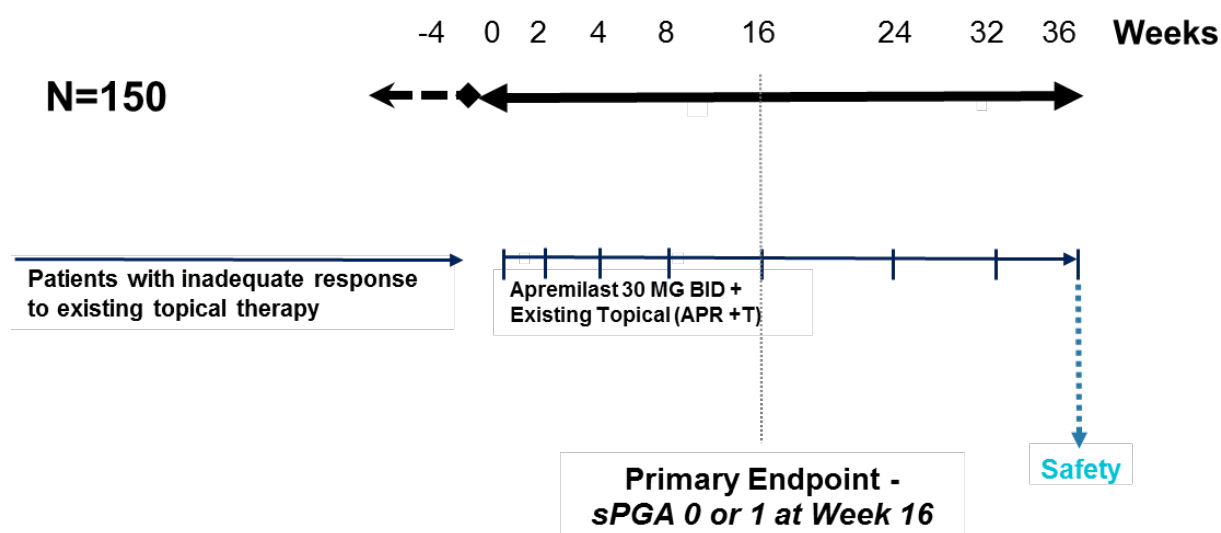 -4 0 2 4 8 16 24 32 36 Weeks
N=150
Patients with inadequate response
to existing topical therapy
Apremilast 30 MG BID +
Existing Topical (APR +T)
Primary Endpoint -
sPGA 0 or 1 at Week 16
Safety